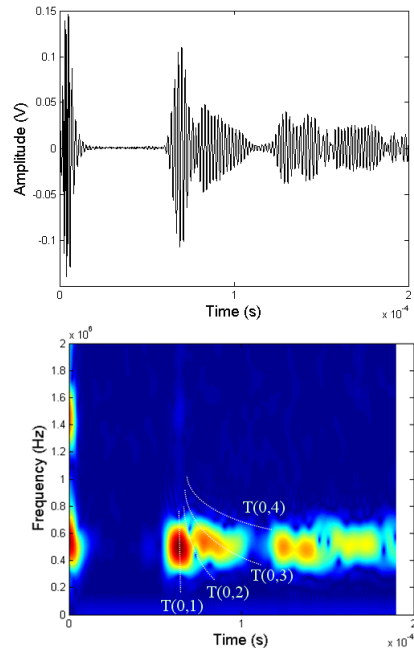 0.15
0.1
0.05
0
-0.05
-0.1
Amplitude (V)
0 1 2
Time (s)
x 10⁻⁴
x 10⁶
2
1.8
1.6
1.4
1.2
1
0.8
0.6
0.4
0.2
0
Frequency (Hz)
T(0,4)
T(0,3)
T(0,2)
T(0,1)
0 1 2
Time (s)
x 10⁻⁴